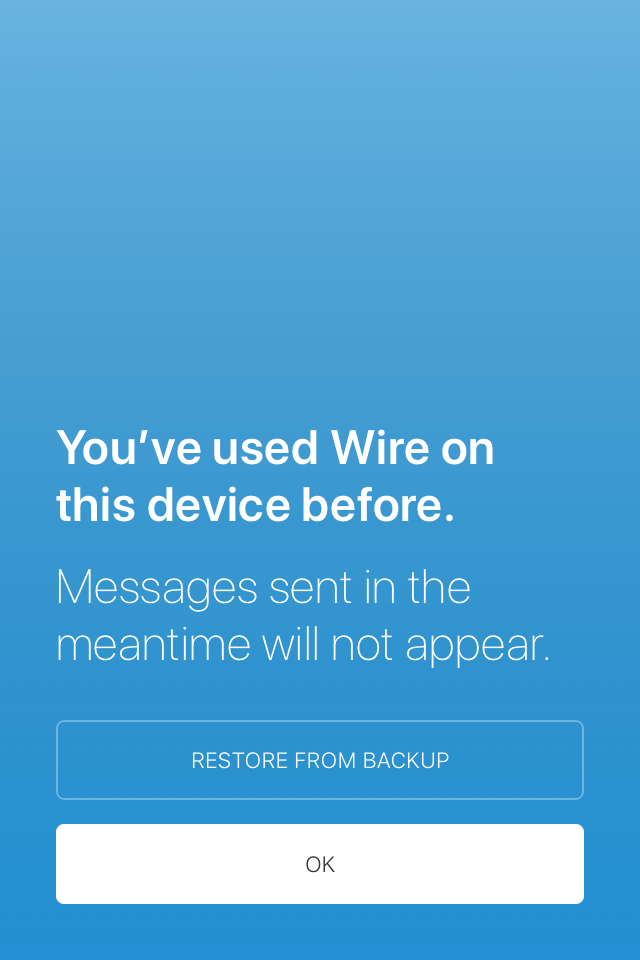 You’ve used Wire on
this device before.
Messages sent in the
meantime will not appear.
RESTORE FROM BACKUP
OK